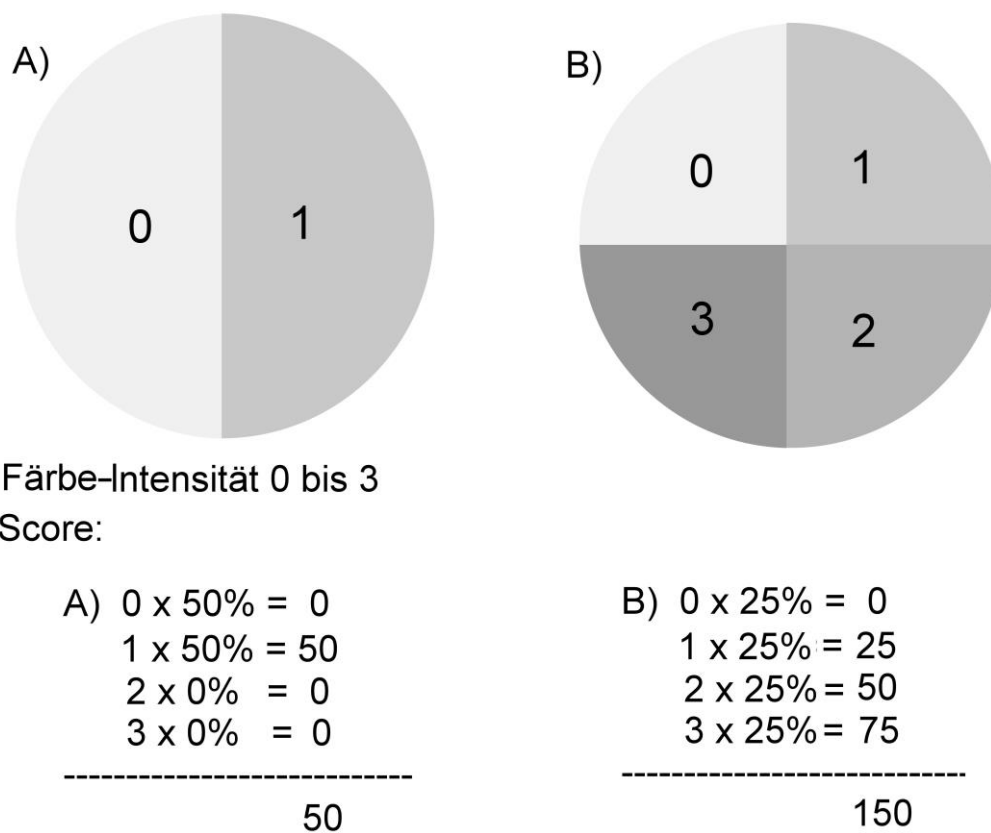 A)
0 1
B)
0 1
3 2
Färbe-Intensität 0 bis 3
Score:
A) 0 x 50% = 0
1 x 50% = 50
2 x 0% = 0
3 x 0% = 0
----------------------------
50
B) 0 x 25% = 0
1 x 25% = 25
2 x 25% = 50
3 x 25% = 75
----------------------------
150